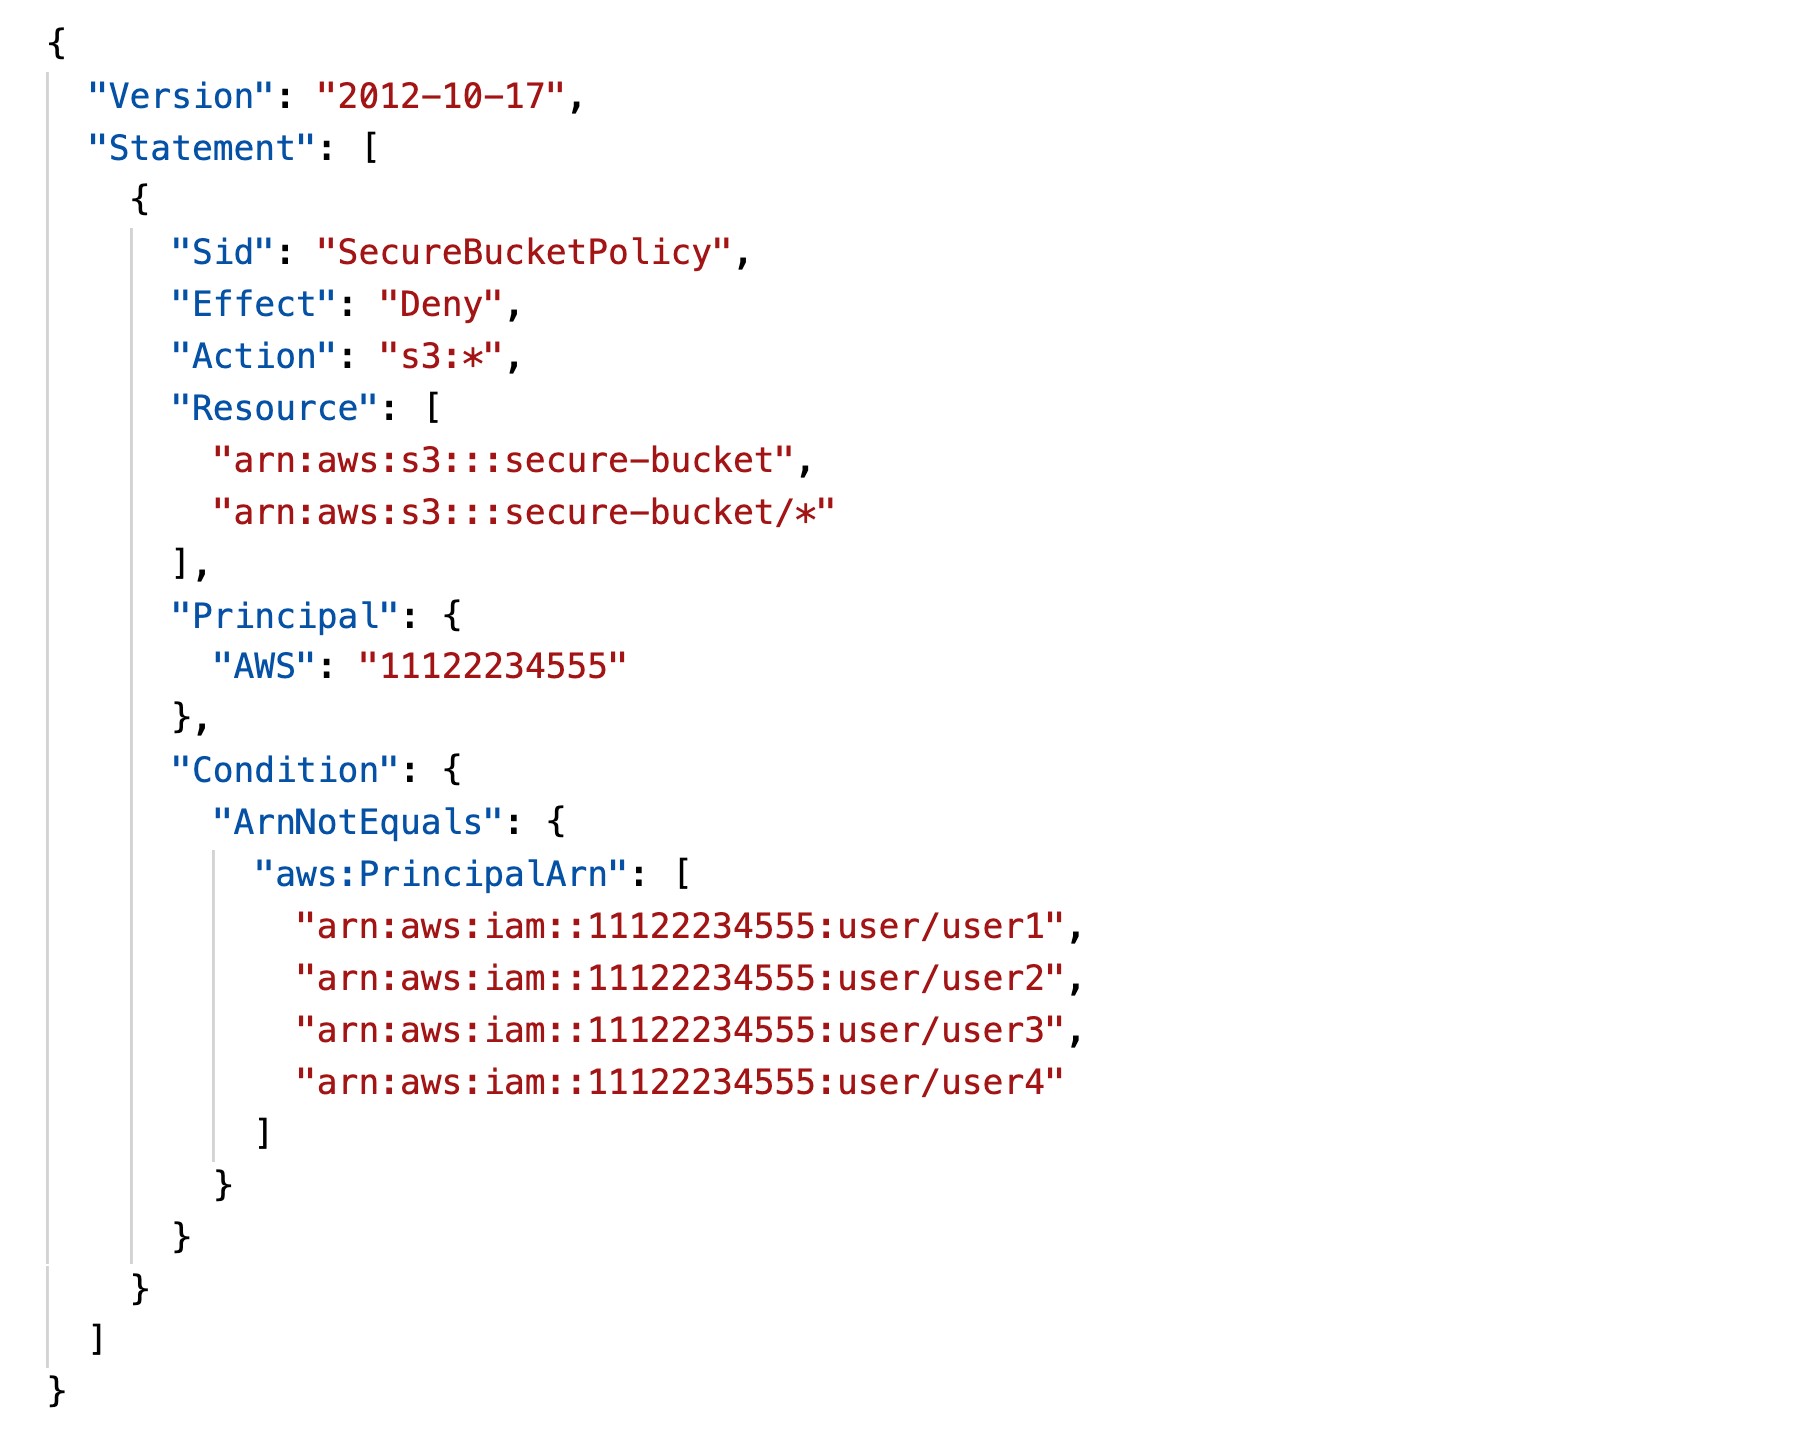 {
"Version": "2012-10-17",
"Statement": [
{
"Sid": "SecureBucketPolicy",
"Effect": "Deny",
"Action": "s3:*",
"Resource": [
"arn:aws:s3:::secure-bucket",
"arn:aws:s3:::secure-bucket/*"
],
"Principal": {
"AWS": "11122234555"
},
"Condition": {
"ArnNotEquals": {
"aws:PrincipalArn": [
"arn:aws:iam::11122234555:user/user1",
"arn:aws:iam::11122234555:user/user2",
"arn:aws:iam::11122234555:user/user3",
"arn:aws:iam::11122234555:user/user4"
]
}
}
}
]
}